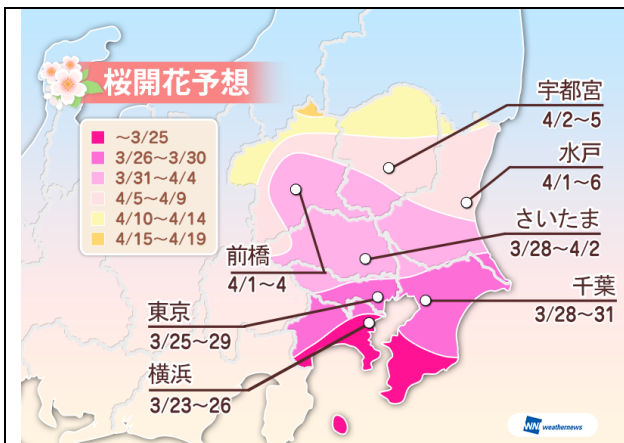 桜開花予想
～3/25
3/26～3/30
3/31～4/4
4/5～4/9
4/10～4/14
4/15～4/19
宇都宮
4/2～5
水戸
4/1～6
さいたま
3/28～4/2
前橋
4/1～4
千葉
3/28～31
東京
3/25～29
横浜
3/23～26
WN weathernews